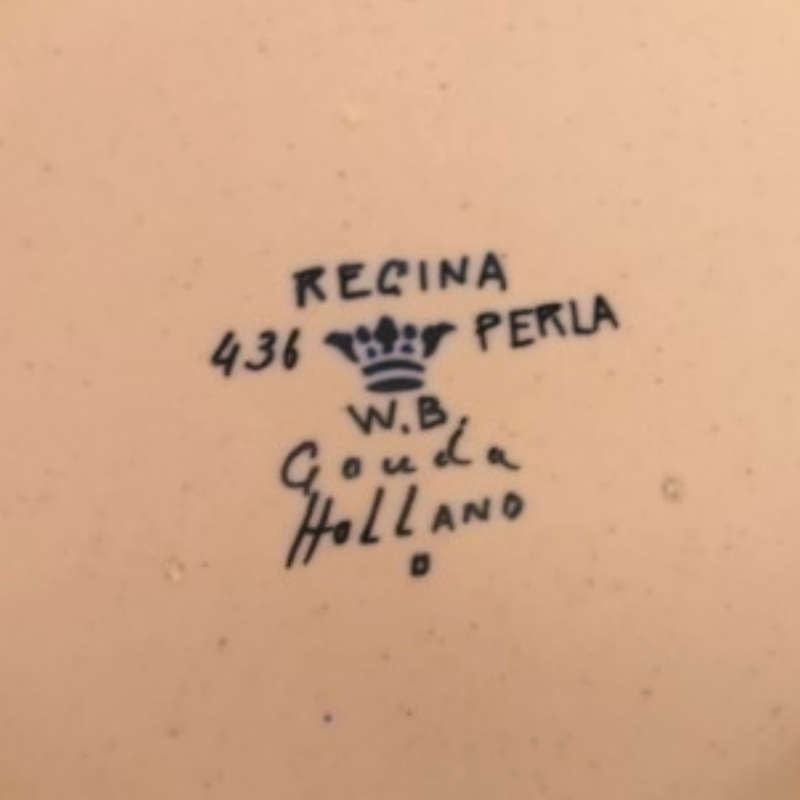 REGINA
436 PERLA
W.B.
Gouda
HOLLAND